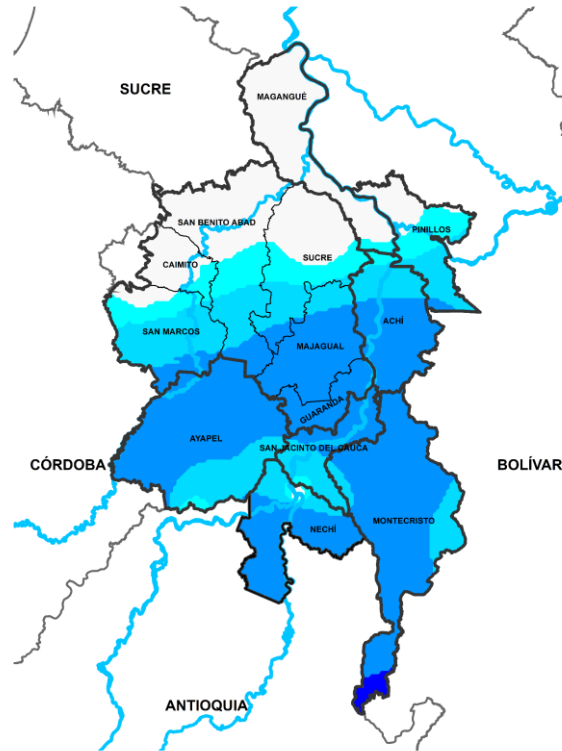 SUCRE
MAGANGUÉ
SAN BENITO ABAD
PINILLOS
CAIMITO
SUCRE
SAN MARCOS
ACHÍ
MAJAGUAL
GUARANDA
AYAPEL
SAN JACINTO DEL CAUCA
CÓRDOBA
BOLÍVAR
MONTECRISTO
NECHÍ
ANTIOQUIA